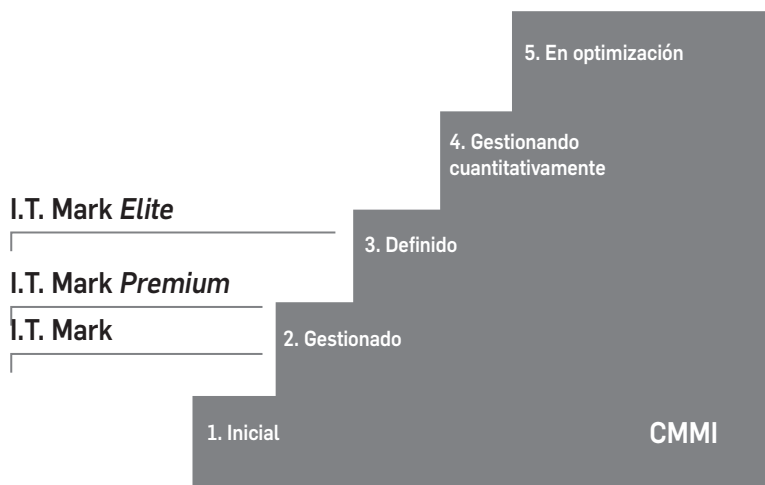 5. En optimización
4. Gestionando
cuantitativamente
I.T. Mark Elite
3. Definido
I.T. Mark Premium
I.T. Mark
2. Gestionado
1. Inicial
CMMI